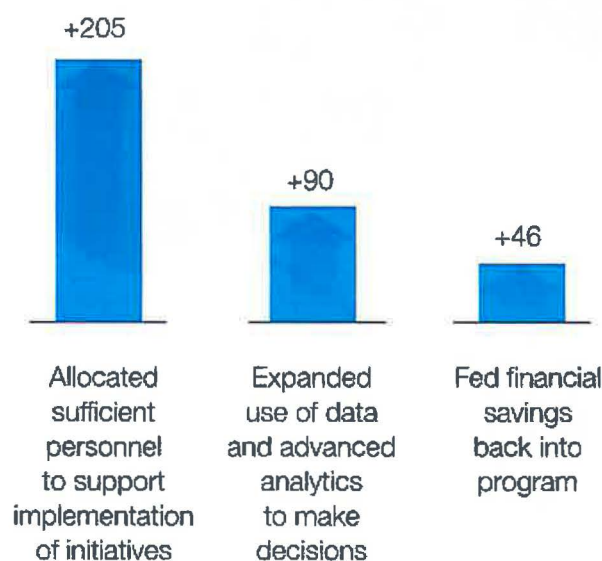 +205
+90
+46
Allocated
sufficient
personnel
to support
implementation
of initiatives
Expanded
use of data
and advanced
analytics
to make
decisions
Fed financial
savings
back into
program